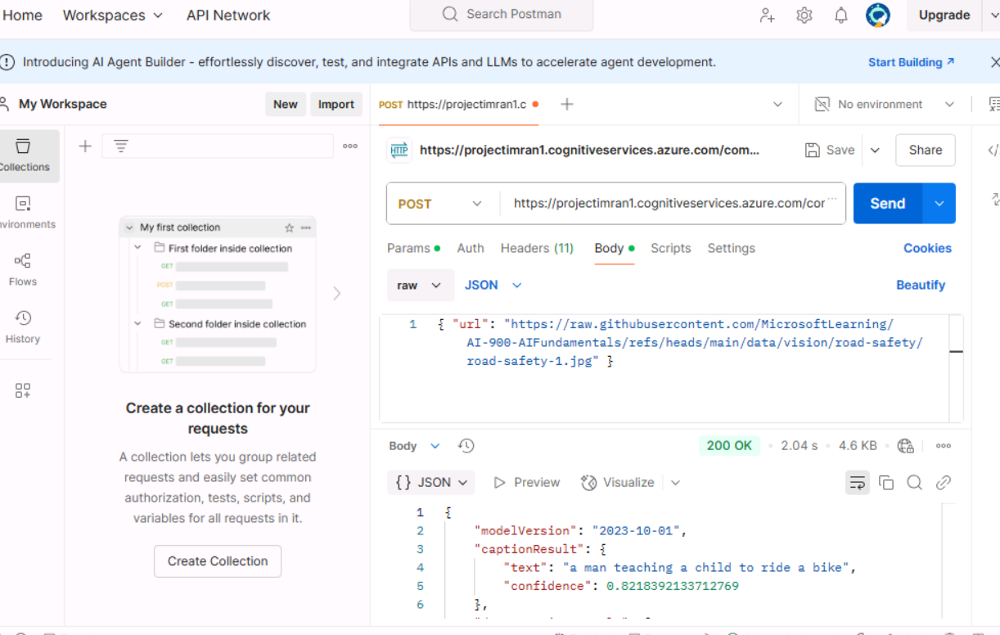 Home Workspaces API Network Search Postman Upgrade
Introducing AI Agent Builder - effortlessly discover, test, and integrate APIs and LLMs to accelerate agent development. Start Building
My Workspace New Import POST https://projectimran1.c No environment
Collections
HTTP https://projectimran1.cognitiveservices.azure.com/com... Save Share
nvironments
POST https://projectimran1.cognitiveservices.azure.com/cor ... Send
My first collection
First folder inside collection
GET
POST
GET
Second folder inside collection
GET
GET
Flows
History
Params Auth Headers (11) Body Scripts Settings Cookies
raw JSON Beautify
1 { "url": "https://raw.githubusercontent.com/MicrosoftLearning/
AI-900-AIFundamentals/refs/heads/main/data/vision/road-safety/
road-safety-1.jpg" }
Create a collection for your
requests
A collection lets you group related
requests and easily set common
authorization, tests, scripts, and
variables for all requests in it.
Create Collection
Body 200 OK 2.04 s 4.6 KB
{} JSON Preview Visualize
1 {
2 "modelVersion": "2023-10-01",
3 "captionResult": {
4 "text": "a man teaching a child to ride a bike",
5 "confidence": 0.8218392133712769
6 },